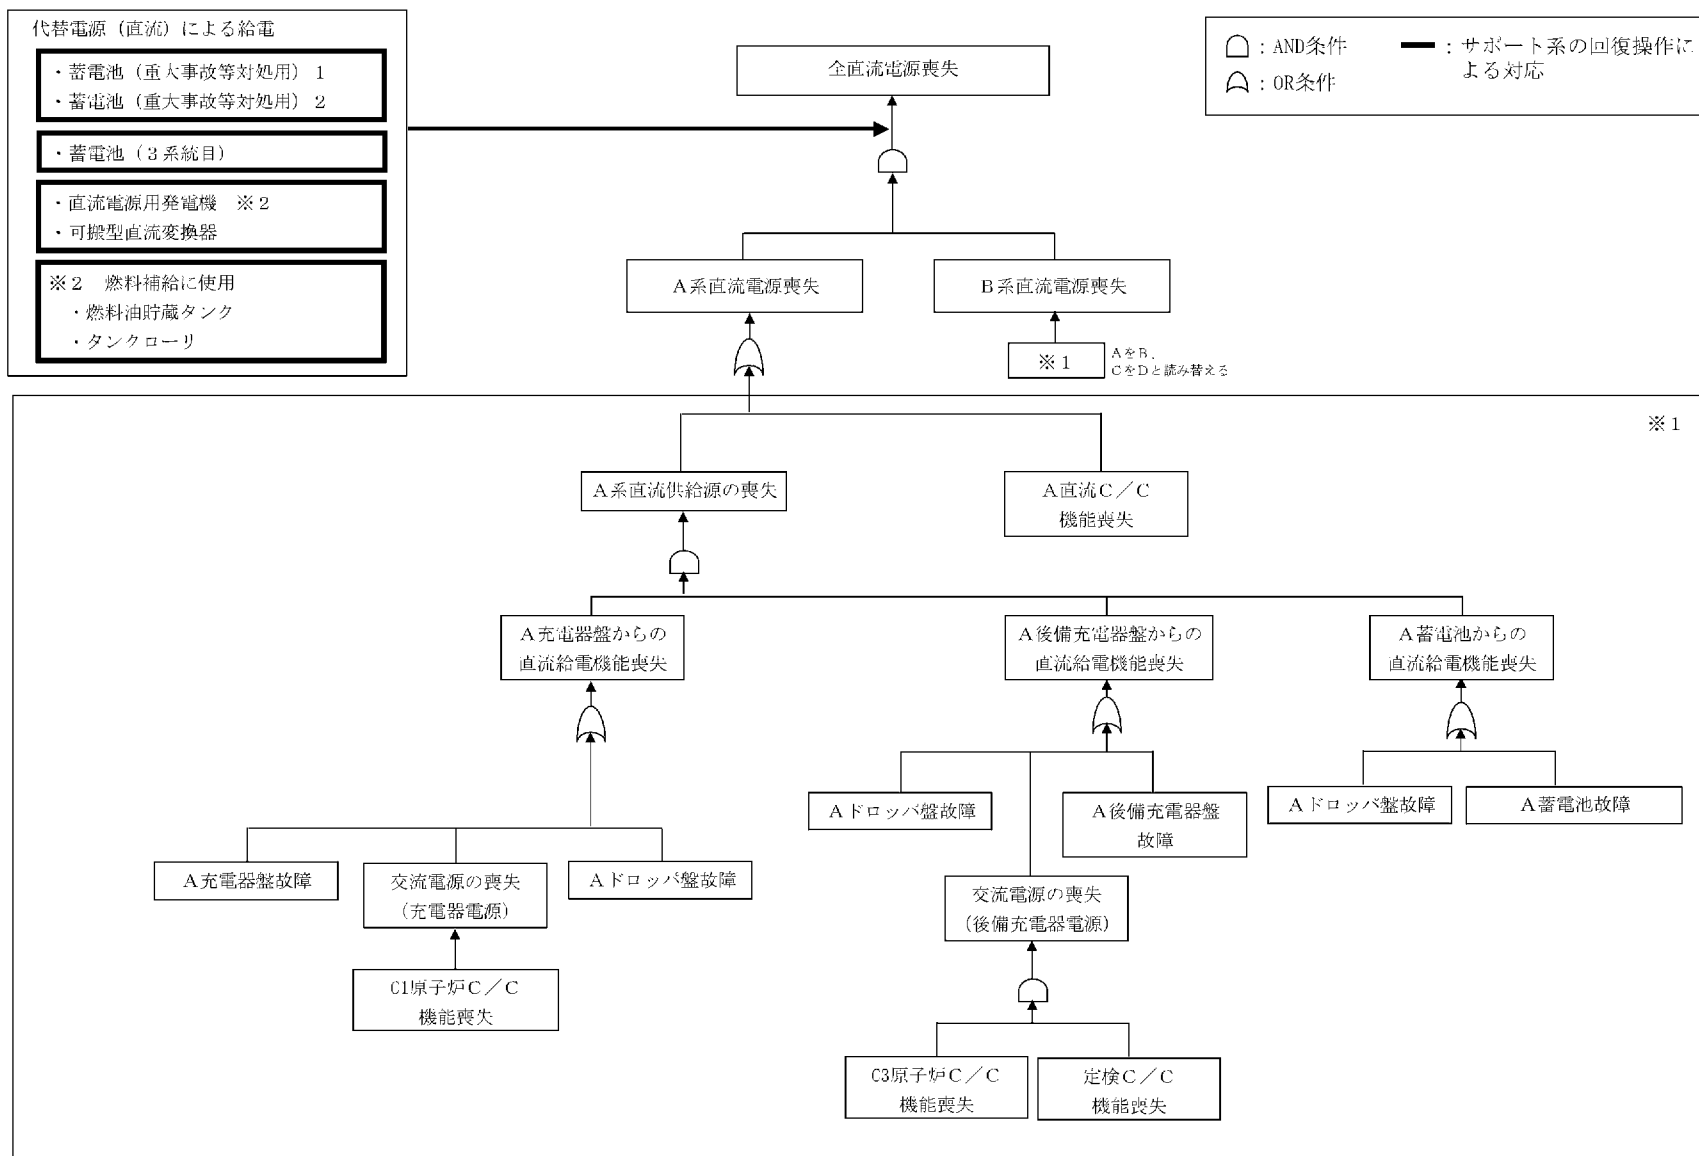 代替電源（直流）による給電
・蓄電池（重大事故等対処用）1
・蓄電池（重大事故等対処用）2
・蓄電池（3系統目）
・直流電源用発電機　※2
・可搬型直流変換器
※2　燃料補給に使用
・燃料油貯蔵タンク
・タンクローリ
全直流電源喪失
：AND条件
：OR条件
：サポート系の回復操作に
よる対応
A系直流電源喪失
B系直流電源喪失
※1
AをB、
CをDと読み替える
※1
A系直流供給源の喪失
A直流C／C
機能喪失
A充電器盤からの
直流給電機能喪失
A後備充電器盤からの
直流給電機能喪失
A蓄電池からの
直流給電機能喪失
Aドロッパ盤故障
A後備充電器盤
故障
Aドロッパ盤故障
A蓄電池故障
A充電器盤故障
交流電源の喪失
（充電器電源）
Aドロッパ盤故障
交流電源の喪失
（後備充電器電源）
C1原子炉C／C
機能喪失
C3原子炉C／C
機能喪失
定検C／C
機能喪失